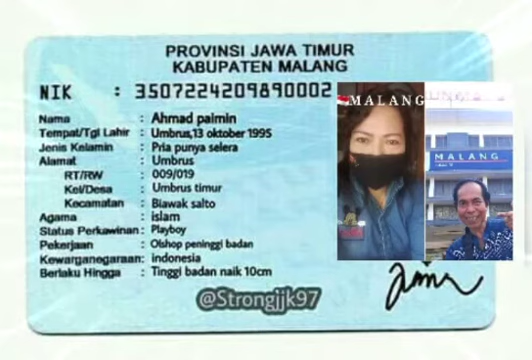 PROVINSI JAWA TIMUR
KABUPATEN MALANG
NIK : 3507224209890002
Nama : Ahmad paimin
Tempat/Tgl Lahir : Umbrus,13 oktober 1995
Jenis Kelamin : Pria punya selera
Alamat : Umbrus
RT/RW : 009/019
Kel/Desa : Umbrus timur
Kecamatan : Biawak salto
Agama : islam
Status Perkawinan : Playboy
Pekerjaan : Olshop peninggi badan
Kewarganegaraan : indonesia
Berlaku Hingga : Tinggi badan naik 10cm
MALANG
MALANG
@Strongjjk97